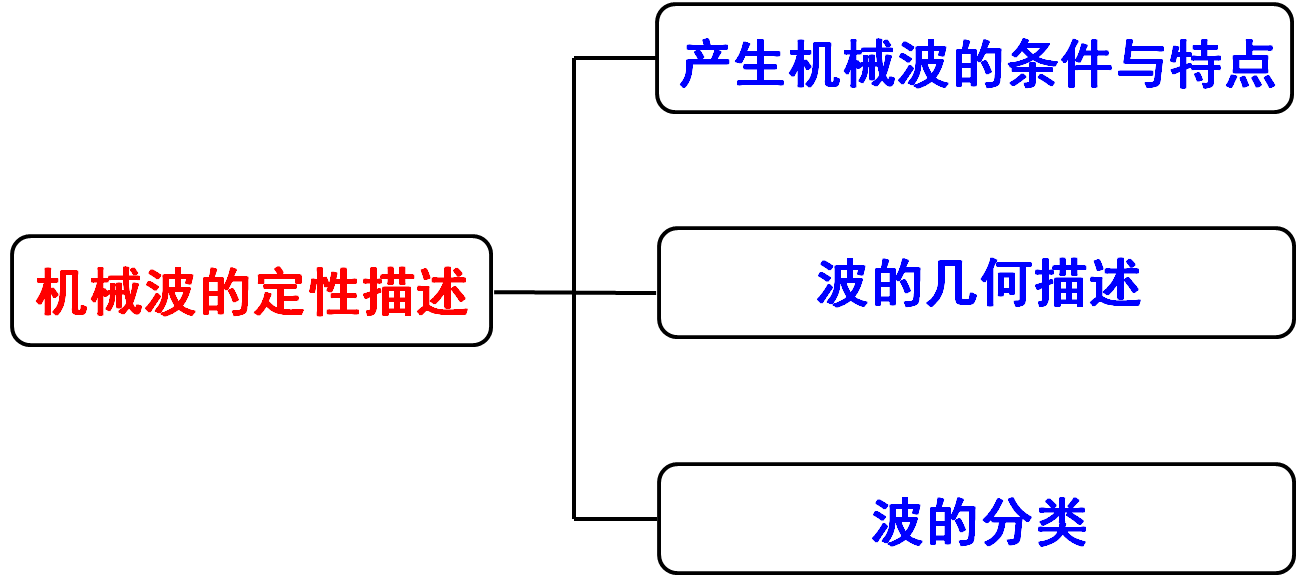 产生机械波的条件与特点
机械波的定性描述
波的几何描述
波的分类